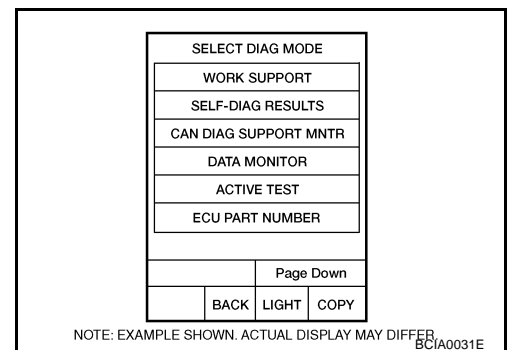 SELECT DIAG MODE
WORK SUPPORT
SELF-DIAG RESULTS
CAN DIAG SUPPORT MNTR
DATA MONITOR
ACTIVE TEST
ECU PART NUMBER
Page Down
BACK LIGHT COPY
NOTE: EXAMPLE SHOWN. ACTUAL DISPLAY MAY DIFFER.
BCIA0031E